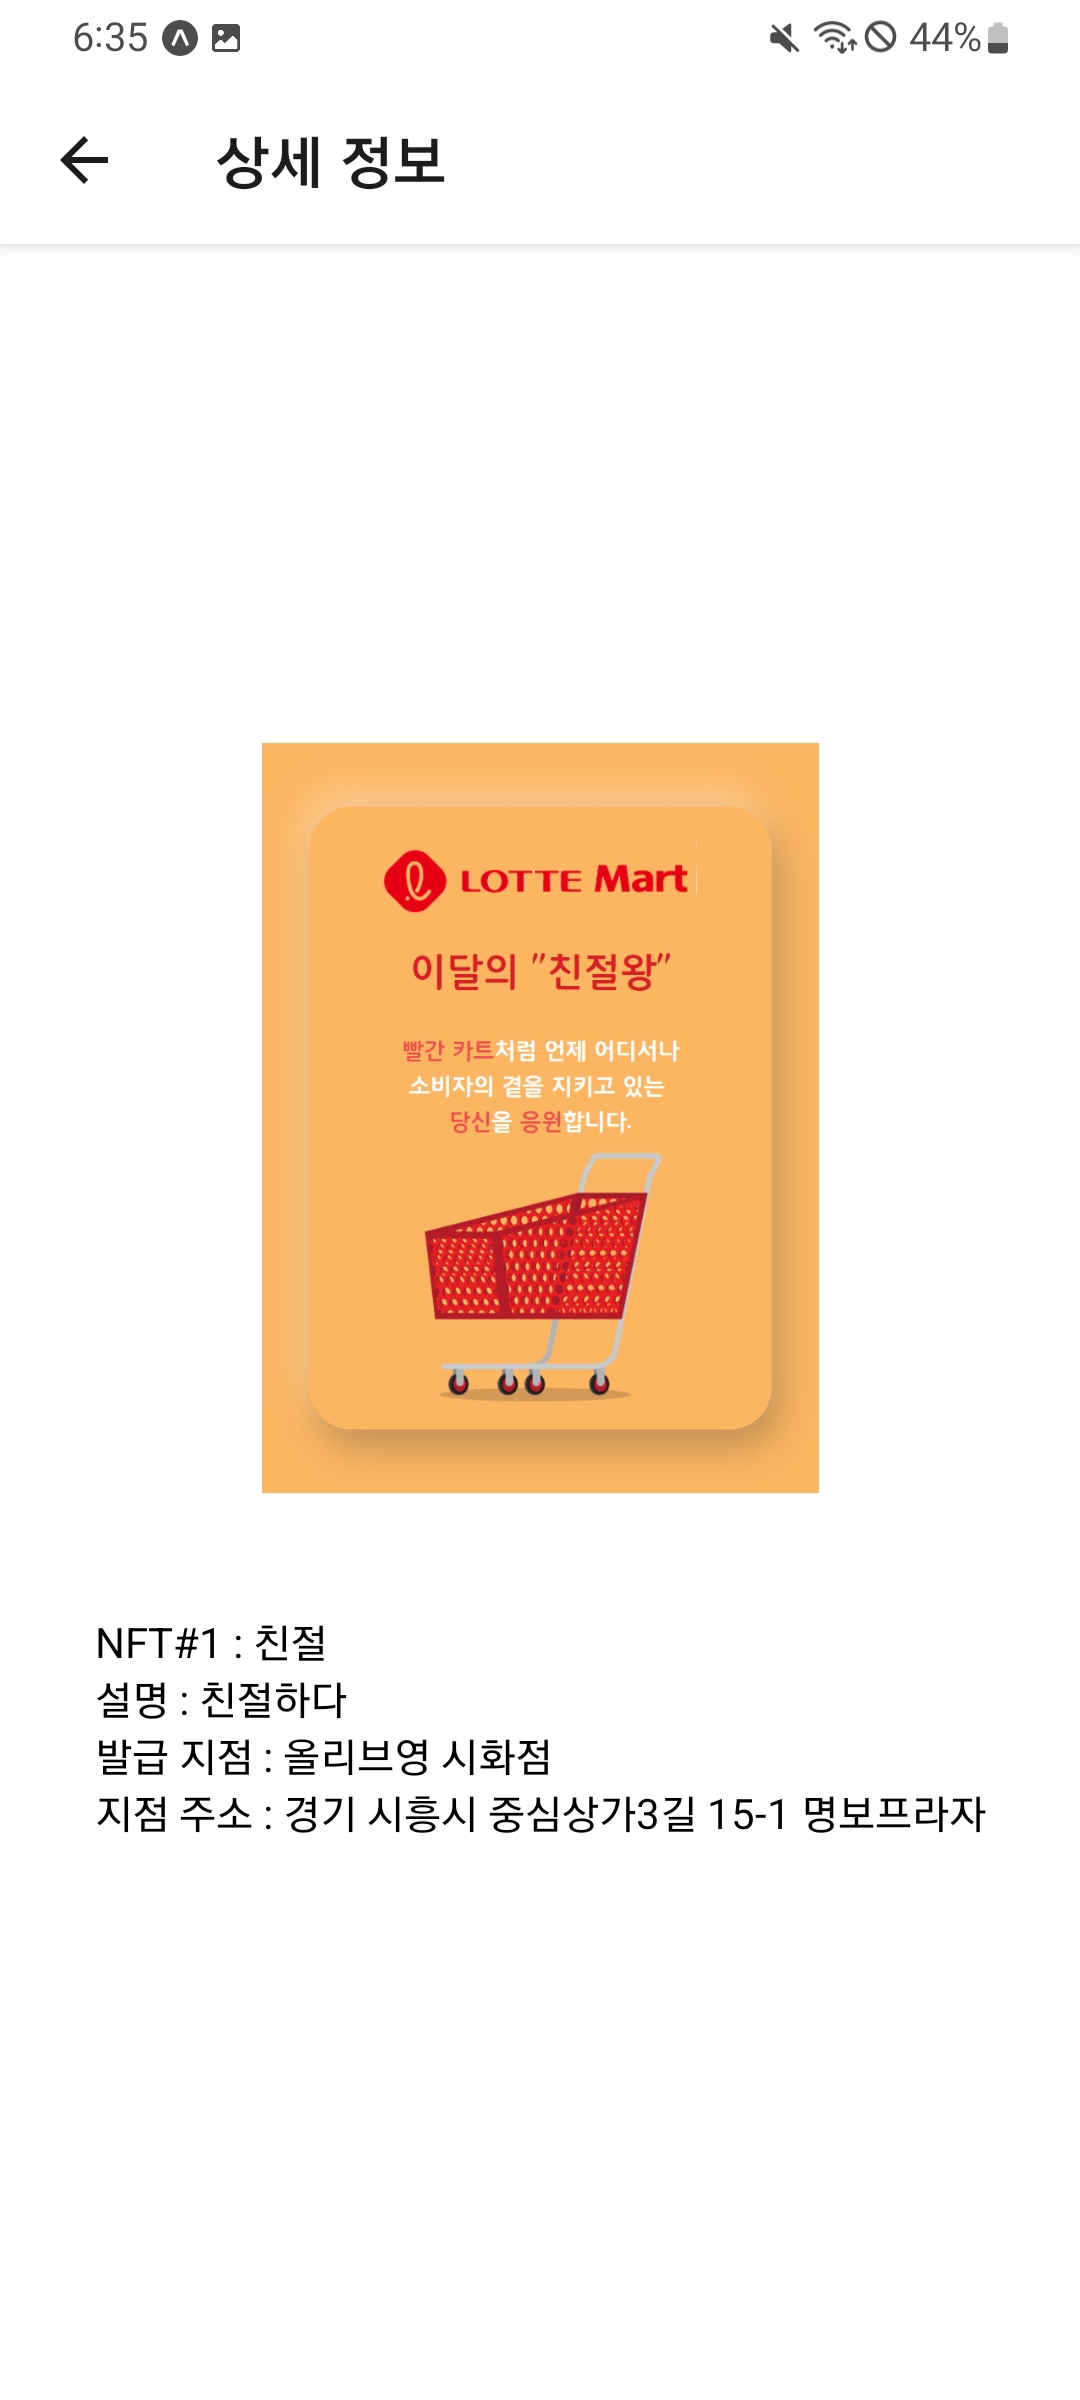 6:35
44%
상세 정보
LOTTE Mart
이달의 "친절왕"
빨간 카트처럼 언제 어디서나
소비자의 곁을 지키고 있는
당신을 응원합니다.
NFT#1 : 친절
설명 : 친절하다
발급 지점 : 올리브영 시화점
지점 주소 : 경기 시흥시 중심상가3길 15-1 명보프라자